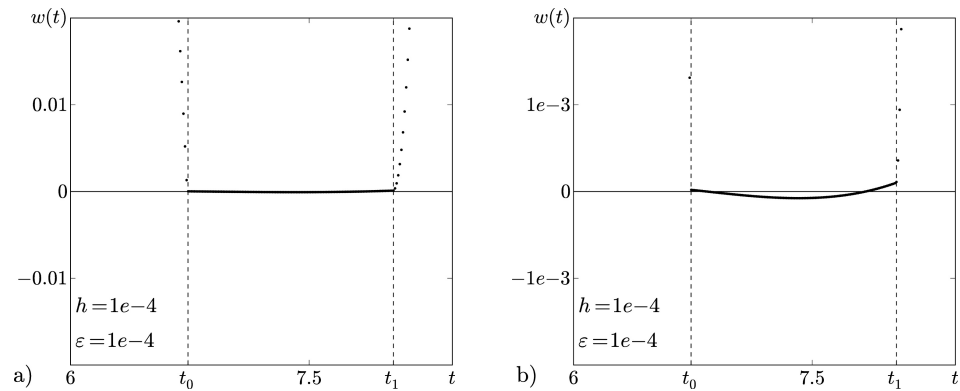 w(t)
0.01
0
−0.01
h=1e−4
ε=1e−4
a)
6
t₀
7.5
t₁
t
w(t)
1e−3
0
−1e−3
h=1e−4
ε=1e−4
b)
6
t₀
7.5
t₁
t